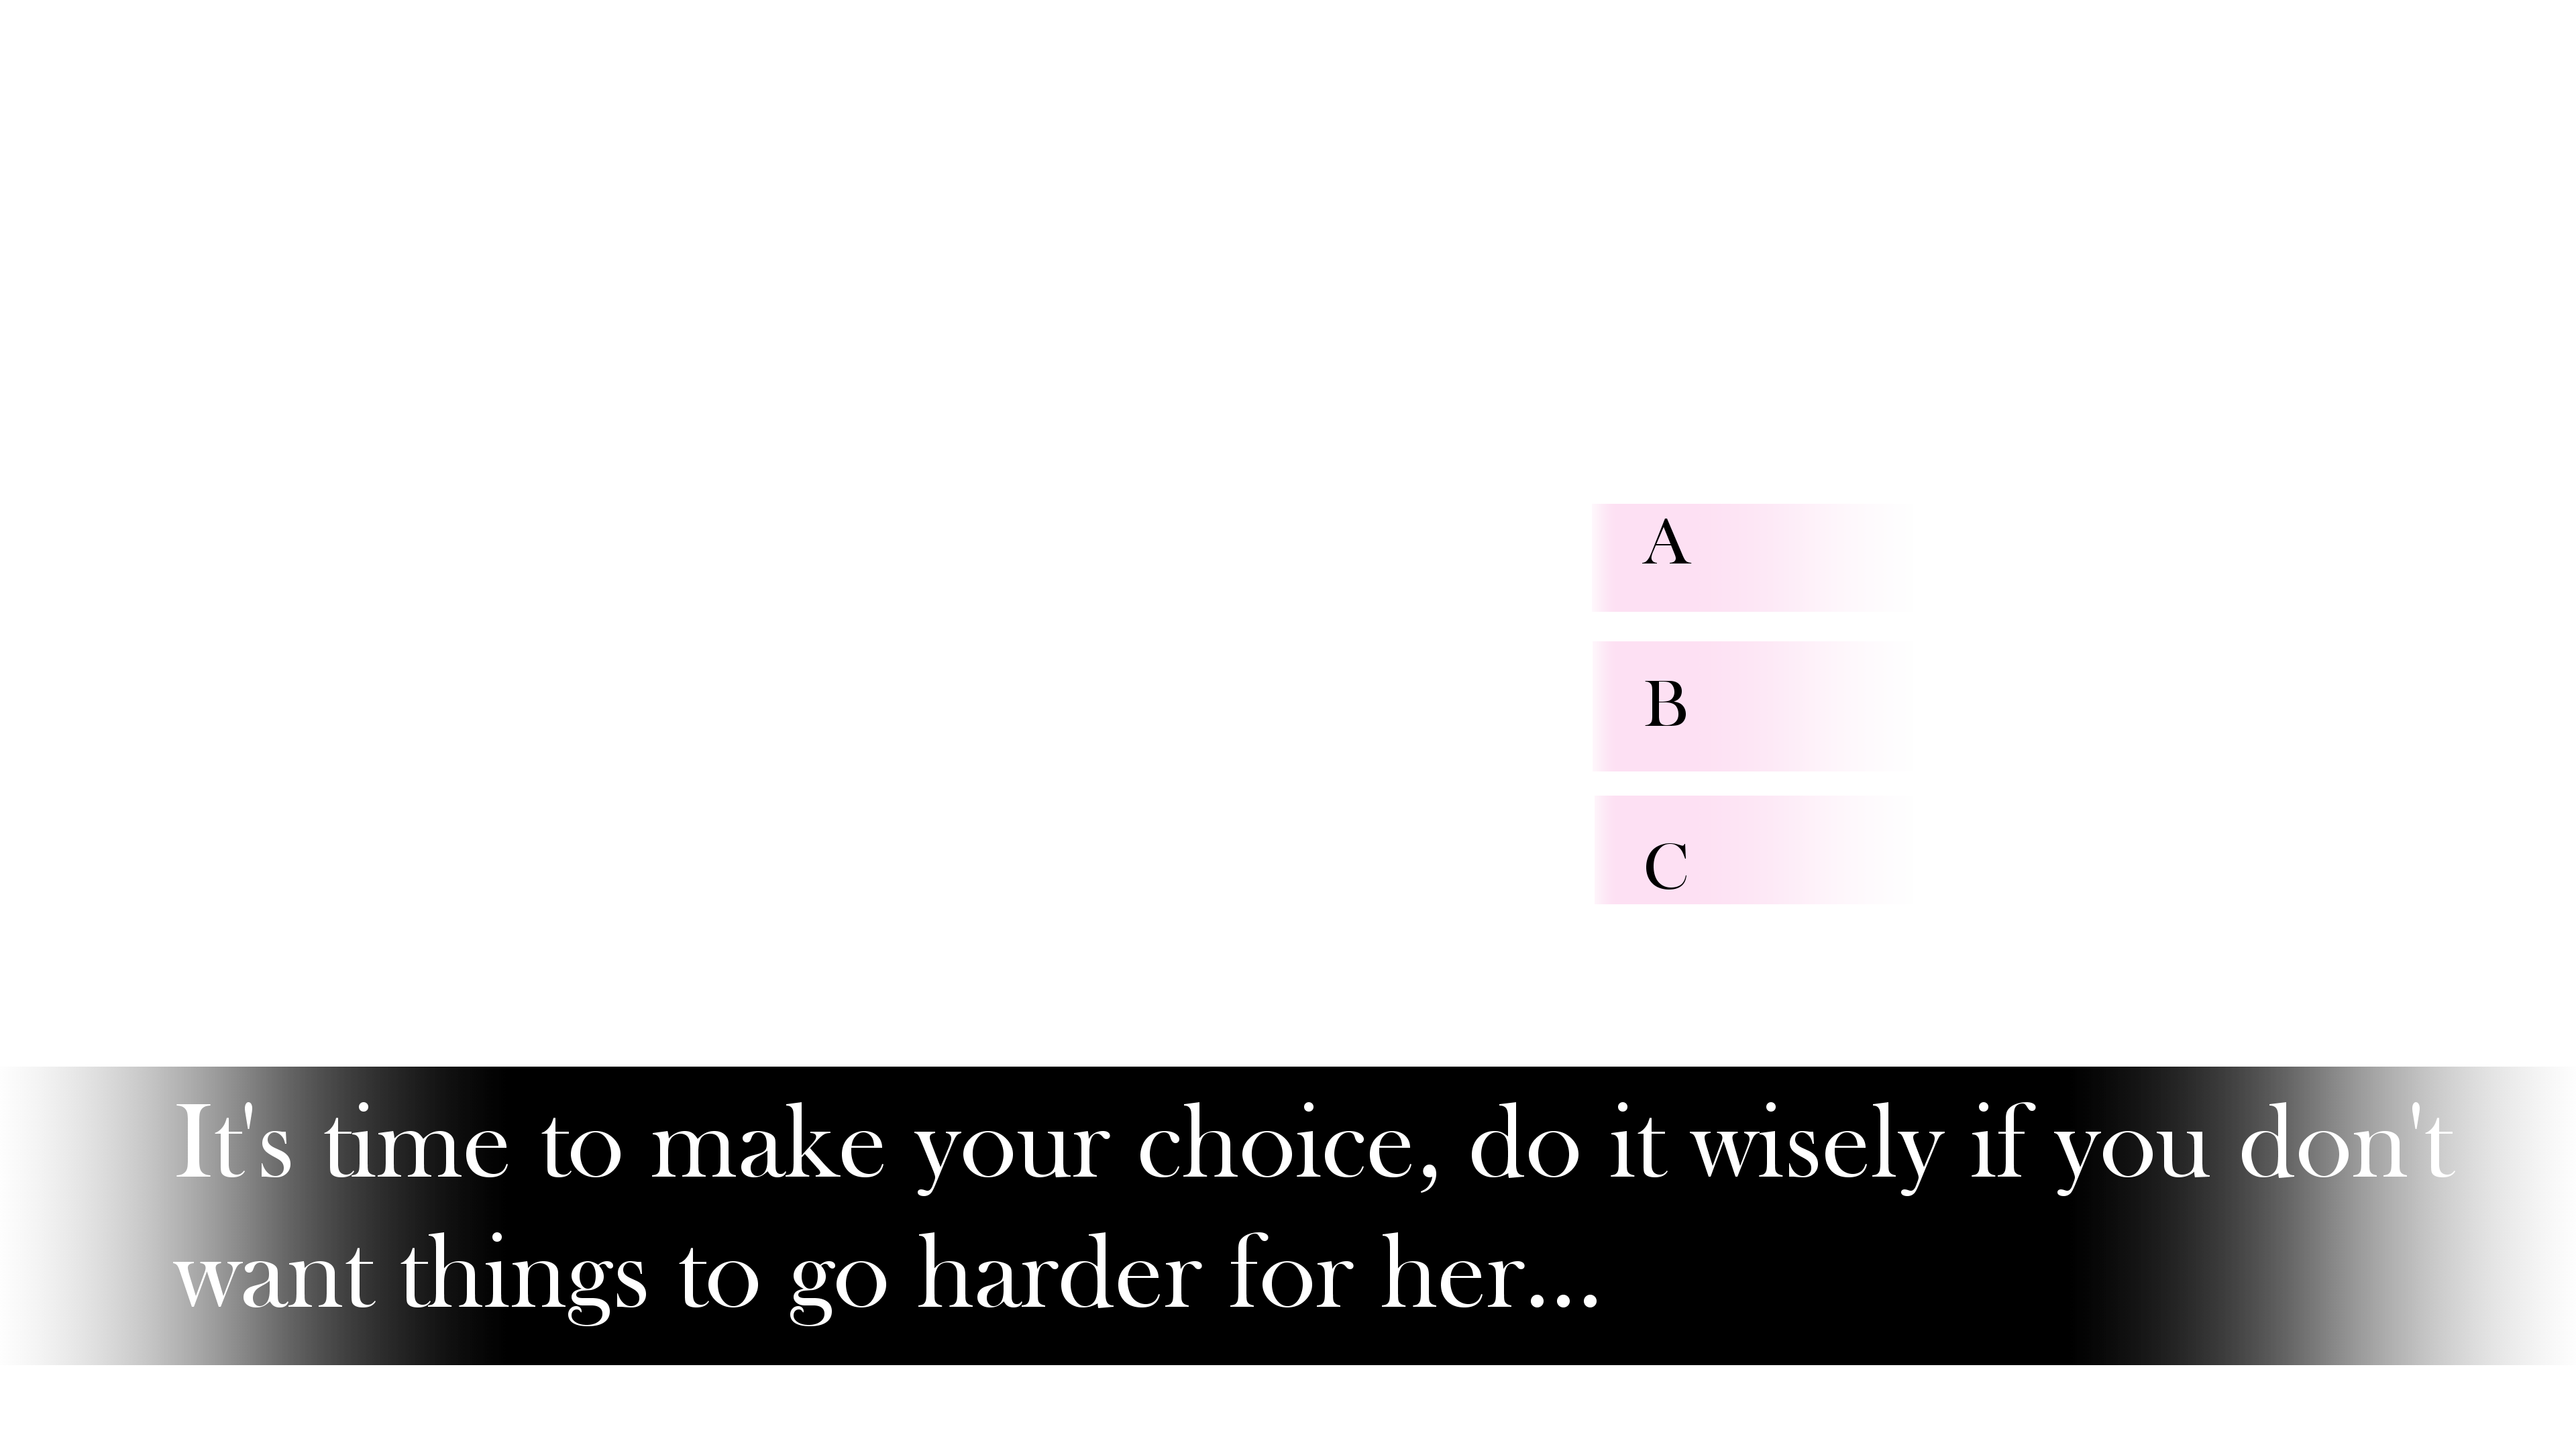 A
B
C
It's time to make your choice, do it wisely if you don't
want things to go harder for her...